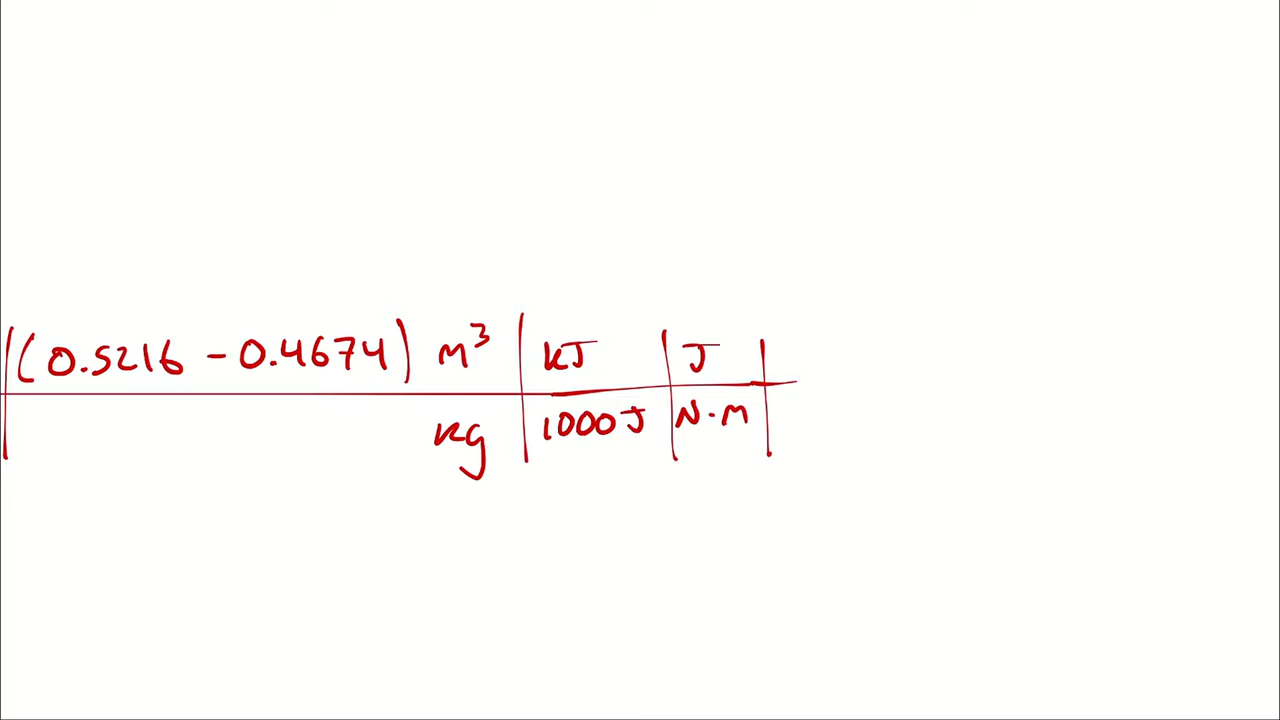 (0.5216 - 0.4674) m³ | kJ | J |
kg | 1000 J | N·m |